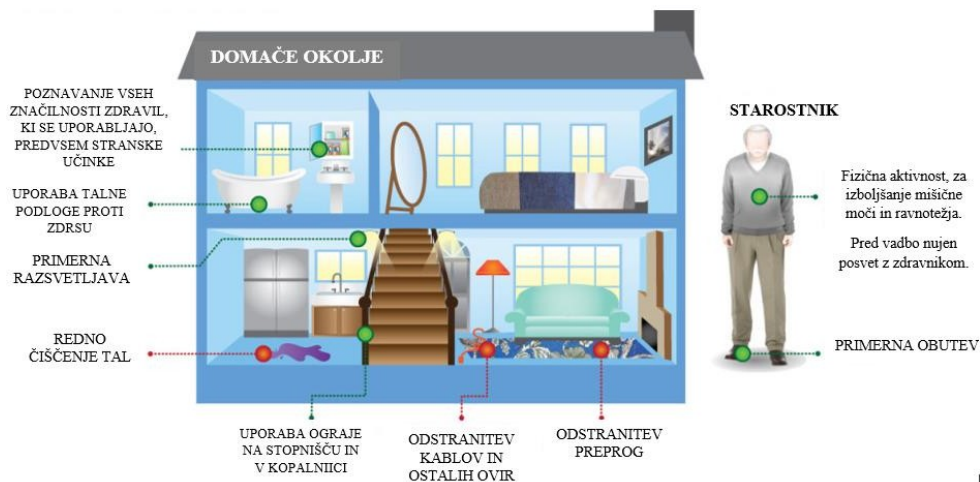 DOMAČE OKOLJE
POZNAVANJE VSEH
ZNAČILNOSTI ZDRAVIL,
KI SE UPORABLJAJO,
PREDVSEM STRANSKE
UČINKE
UPORABA TALNE
PODLOGE PROTI
ZDRSU
PRIMERNA
RAZSVETLJAVA
REDNO
ČIŠČENJE TAL
UPORABA OGRAJE
NA STOPNIŠČU IN
V KOPALNIICI
ODSTRANITEV
KABLOV IN
OSTALIH OVIR
ODSTRANITEV
PREPROG
STAROSTNIK
Fizična aktivnost, za
izboljšanje mišične
moči in ravnotežja.
Pred vadbo nujen
posvet z zdravnikom.
PRIMERNA OBUTEV